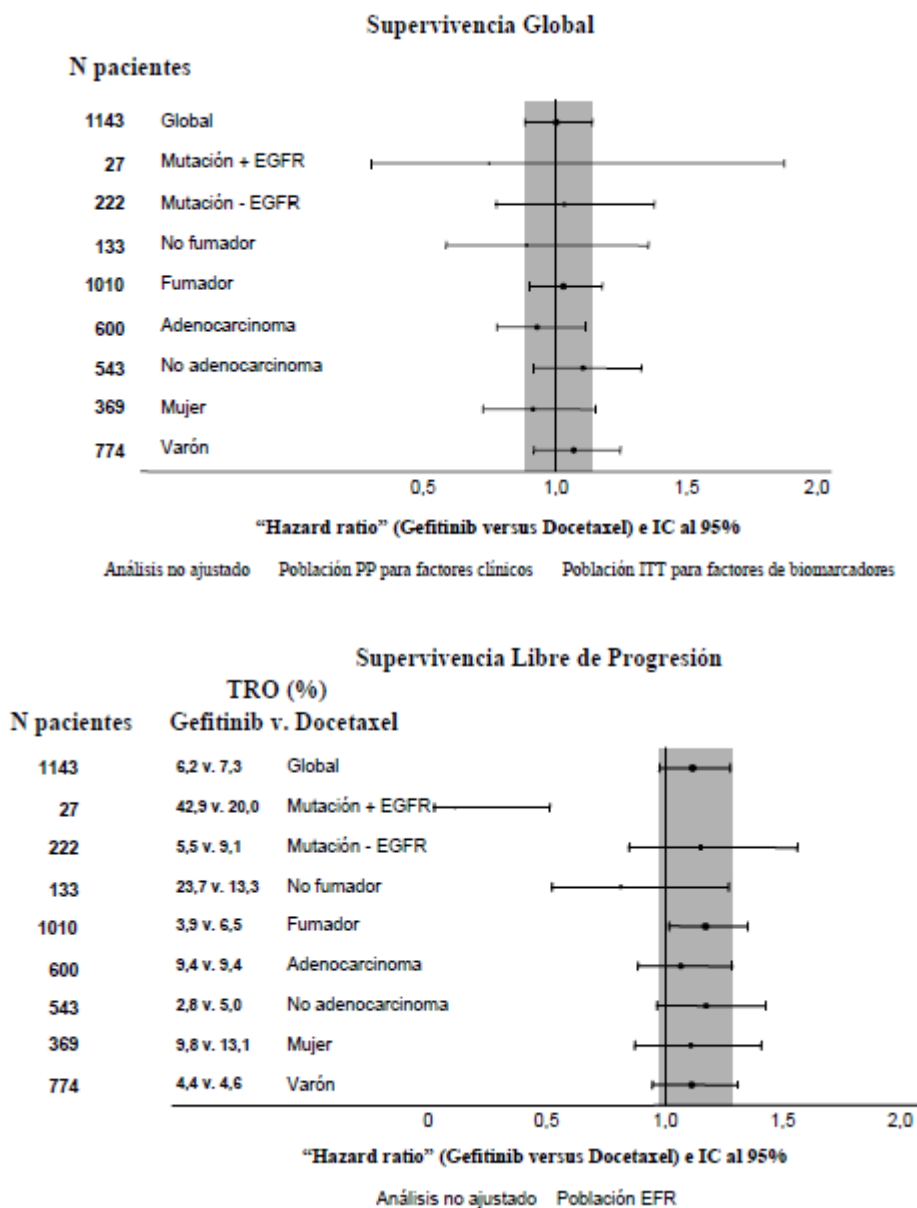 Supervivencia Global
N pacientes
1143 Global
27 Mutación + EGFR
222 Mutación - EGFR
133 No fumador
1010 Fumador
600 Adenocarcinoma
543 No adenocarcinoma
369 Mujer
774 Varón
0,5 1,0 1,5 2,0
“Hazard ratio” (Gefitinib versus Docetaxel) e IC al 95%
Análisis no ajustado Población PP para factores clínicos Población ITT para factores de biomarcadores
Supervivencia Libre de Progresión
TRO (%)
N pacientes Gefitinib v. Docetaxel
1143 6,2 v. 7,3 Global
27 42,9 v. 20,0 Mutación + EGFR
222 5,5 v. 9,1 Mutación - EGFR
133 23,7 v. 13,3 No fumador
1010 3,9 v. 6,5 Fumador
600 9,4 v. 9,4 Adenocarcinoma
543 2,8 v. 5,0 No adenocarcinoma
369 9,8 v. 13,1 Mujer
774 4,4 v. 4,6 Varón
0 0,5 1,0 1,5 2,0
“Hazard ratio” (Gefitinib versus Docetaxel) e IC al 95%
Análisis no ajustado Población EFR